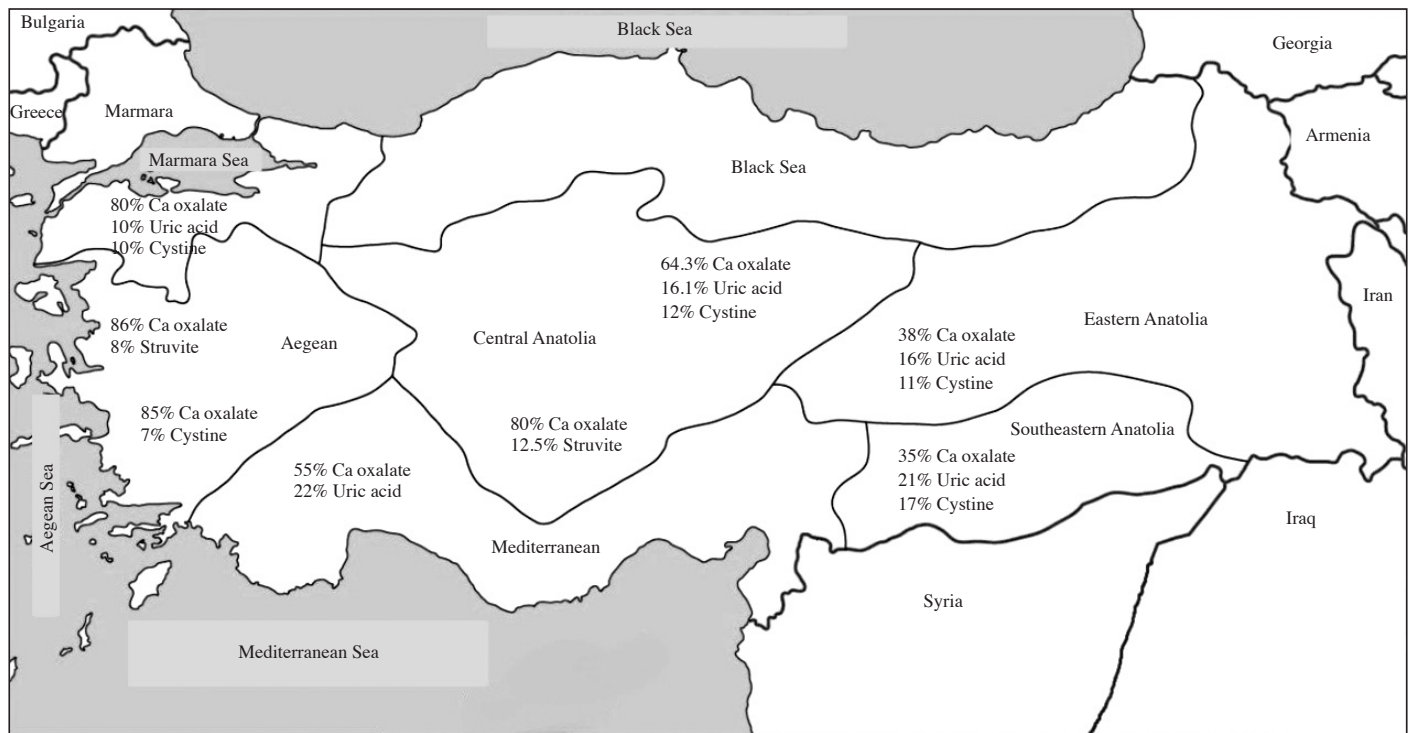 Bulgaria
Black Sea
Georgia
Greece
Marmara
Armenia
Marmara Sea
Black Sea
80% Ca oxalate
10% Uric acid
10% Cystine
64.3% Ca oxalate
16.1% Uric acid
12% Cystine
Iran
86% Ca oxalate
8% Struvite
Aegean
Central Anatolia
Eastern Anatolia
38% Ca oxalate
16% Uric acid
11% Cystine
85% Ca oxalate
7% Cystine
80% Ca oxalate
12.5% Struvite
Southeastern Anatolia
35% Ca oxalate
21% Uric acid
17% Cystine
55% Ca oxalate
22% Uric acid
Aegean Sea
Mediterranean
Iraq
Syria
Mediterranean Sea